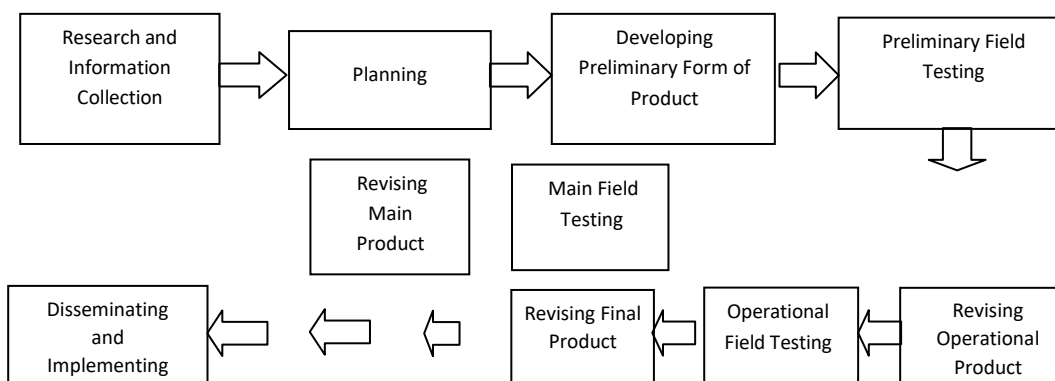 Research and
Information
Collection
Planning
Developing
Preliminary Form of
Product
Preliminary Field
Testing
Revising
Main
Product
Main Field
Testing
Disseminating
and
Implementing
Revising Final
Product
Operational
Field Testing
Revising
Operational
Product